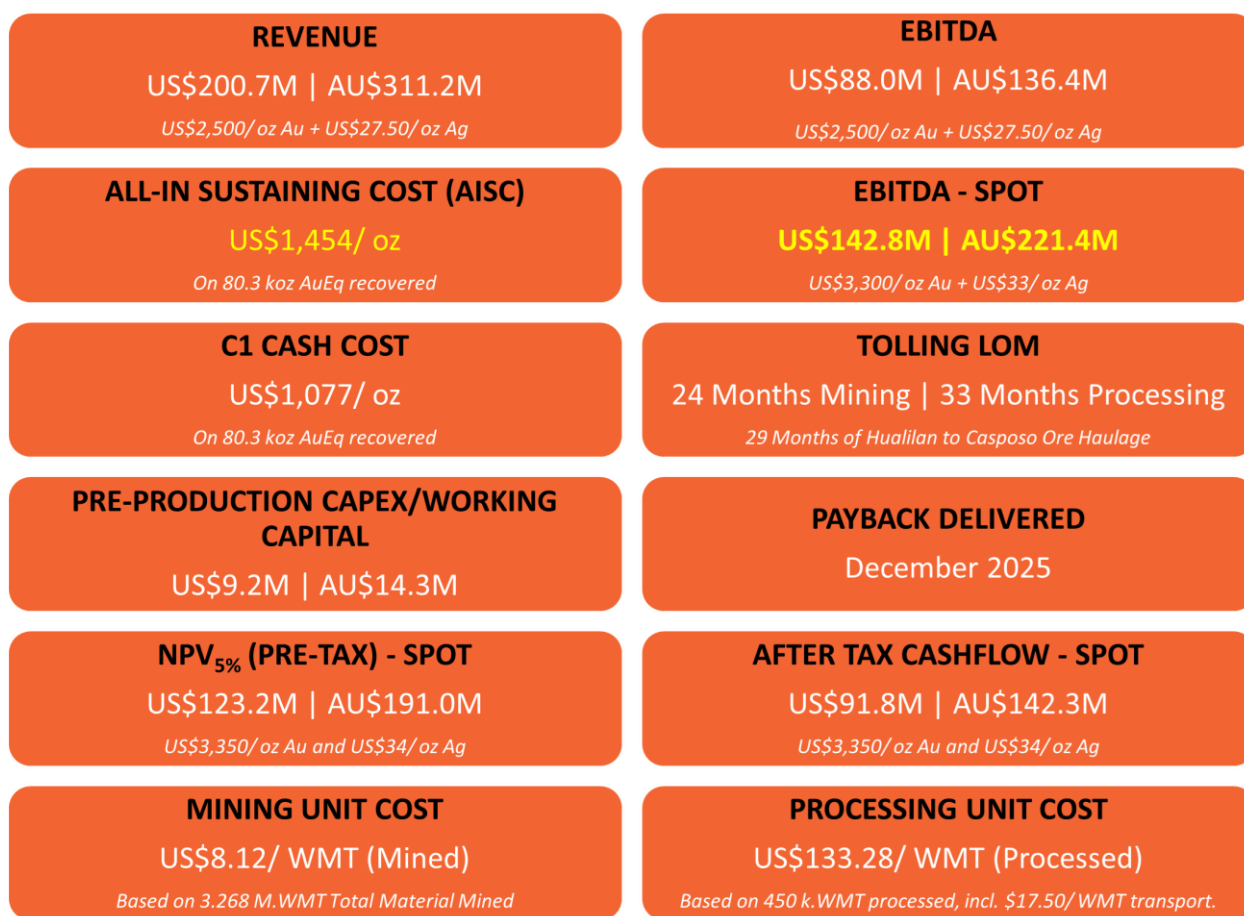 REVENUE
US$200.7M | AU$311.2M
US$2,500/ oz Au + US$27.50/ oz Ag
EBITDA
US$88.0M | AU$136.4M
US$2,500/ oz Au + US$27.50/ oz Ag
ALL-IN SUSTAINING COST (AISC)
US$1,454/ oz
On 80.3 koz AuEq recovered
EBITDA - SPOT
US$142.8M | AU$221.4M
US$3,300/ oz Au + US$33/ oz Ag
C1 CASH COST
US$1,077/ oz
On 80.3 koz AuEq recovered
TOLLING LOM
24 Months Mining | 33 Months Processing
29 Months of Hualilan to Casposo Ore Haulage
PRE-PRODUCTION CAPEX/WORKING
CAPITAL
US$9.2M | AU$14.3M
PAYBACK DELIVERED
December 2025
NPV5% (PRE-TAX) - SPOT
US$123.2M | AU$191.0M
US$3,350/ oz Au and US$34/ oz Ag
AFTER TAX CASHFLOW - SPOT
US$91.8M | AU$142.3M
US$3,350/ oz Au and US$34/ oz Ag
MINING UNIT COST
US$8.12/ WMT (Mined)
Based on 3.268 M.WMT Total Material Mined
PROCESSING UNIT COST
US$133.28/ WMT (Processed)
Based on 450 k.WMT processed, incl. $17.50/ WMT transport.